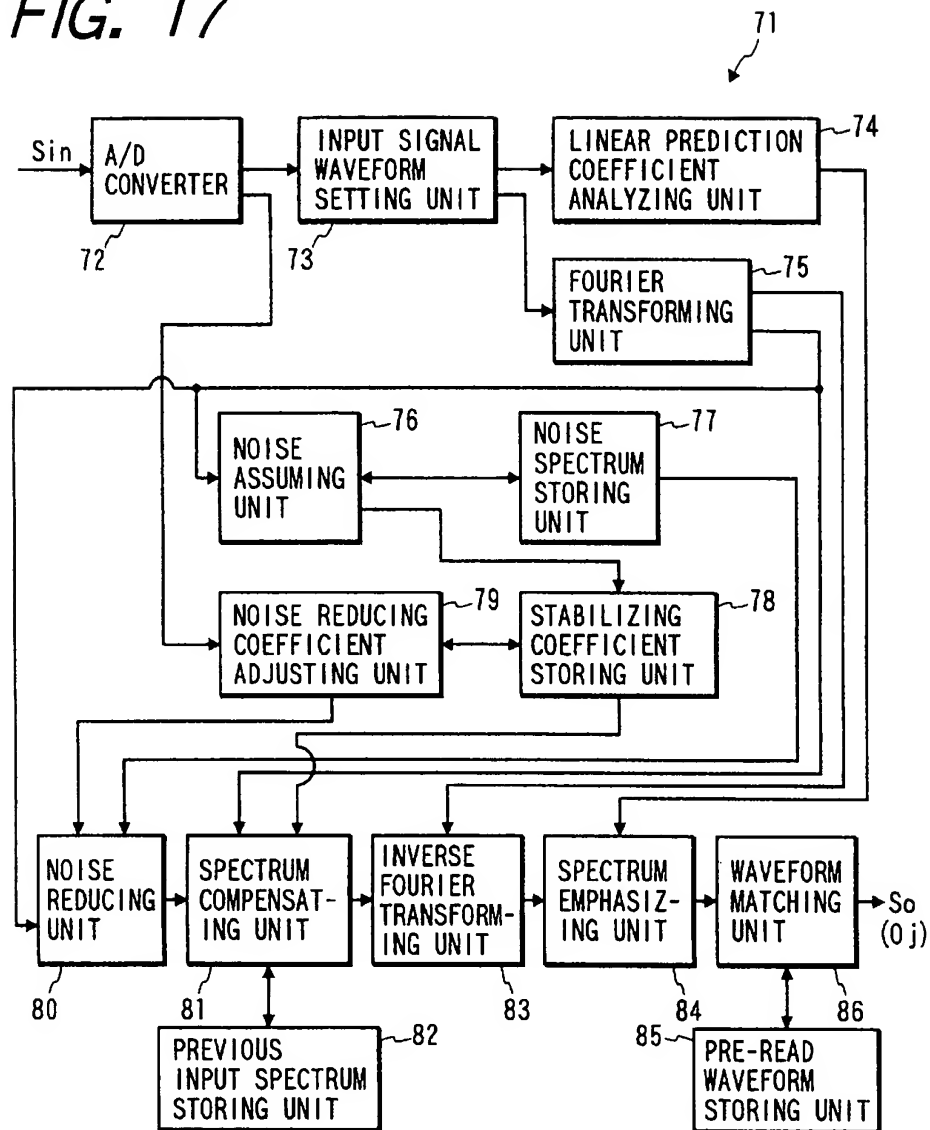 FIG. 17
71
Sin
A/D
CONVERTER
72
INPUT SIGNAL
WAVEFORM
SETTING UNIT
73
LINEAR PREDICTION
COEFFICIENT
ANALYZING UNIT
74
FOURIER
TRANSFORMING
UNIT
75
NOISE
ASSUMING
UNIT
76
NOISE
SPECTRUM
STORING
UNIT
77
NOISE REDUCING
COEFFICIENT
ADJUSTING UNIT
79
STABILIZING
COEFFICIENT
STORING UNIT
78
NOISE
REDUCING
UNIT
80
SPECTRUM
COMPENSAT-
ING UNIT
81
INVERSE
FOURIER
TRANSFORM-
ING UNIT
83
SPECTRUM
EMPHASIZ-
ING UNIT
84
WAVEFORM
MATCHING
UNIT
86
So
(Oj)
PREVIOUS
INPUT SPECTRUM
STORING UNIT
82
85
PRE-READ
WAVEFORM
STORING UNIT